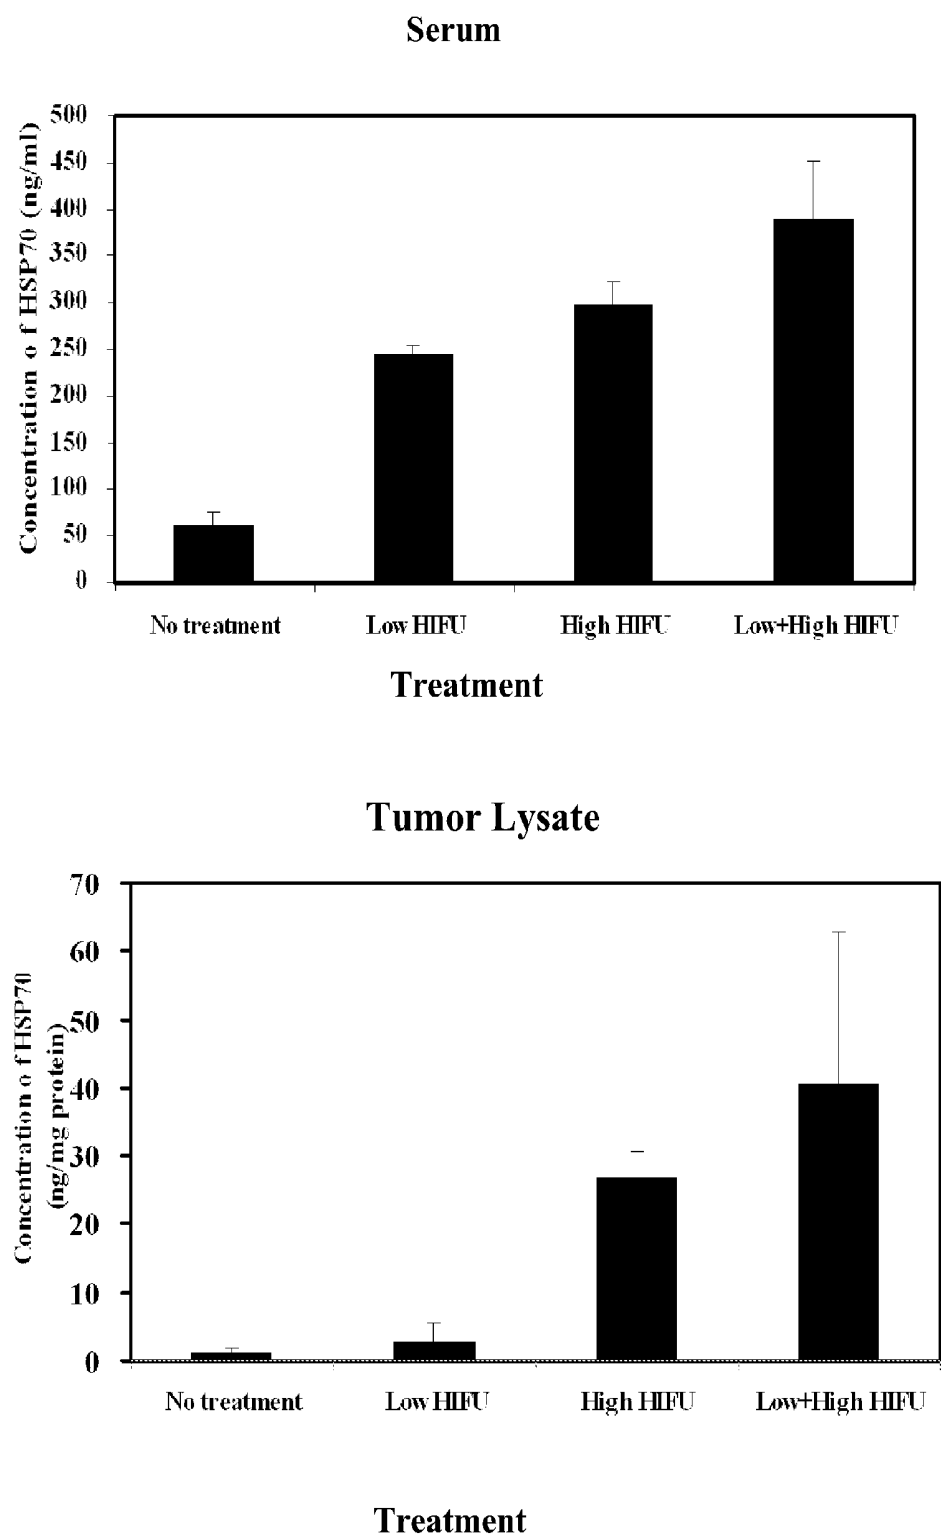 Serum
Concentration of HSP70 (ng/ml)
500
450
400
350
300
250
200
150
100
50
0
No treatment Low HIFU High HIFU Low+High HIFU
Treatment
Tumor Lysate
Concentration of HSP70
(ng/mg protein)
70
60
50
40
30
20
10
0
No treatment Low HIFU High HIFU Low+High HIFU
Treatment